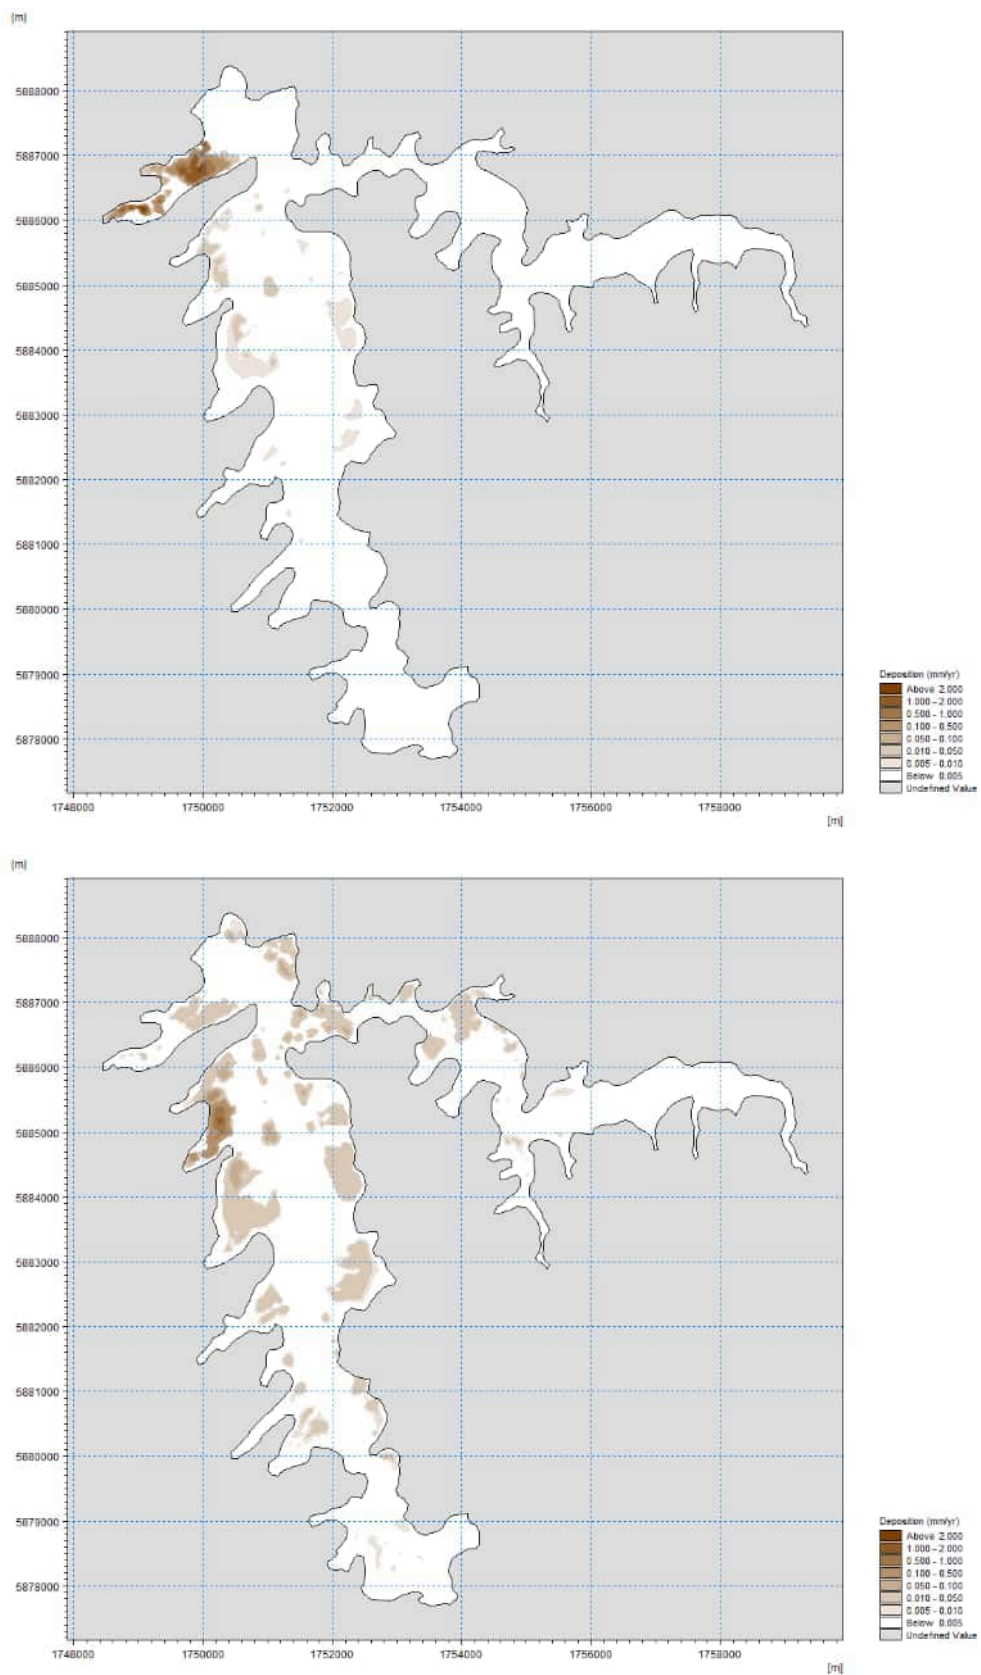 [m]
5888000
5887000
5886000
5885000
5884000
5883000
5882000
5881000
5880000
5879000
5878000
1748000 1750000 1752000 1754000 1756000 1758000
[m]
Deposition (mm/yr)
Above 2.000
1.000 - 2.000
0.500 - 1.000
0.100 - 0.500
0.050 - 0.100
0.010 - 0.050
0.005 - 0.010
Below 0.005
Undefined Value
[m]
5888000
5887000
5886000
5885000
5884000
5883000
5882000
5881000
5880000
5879000
5878000
1748000 1750000 1752000 1754000 1756000 1758000
[m]
Deposition (mm/yr)
Above 2.000
1.000 - 2.000
0.500 - 1.000
0.100 - 0.500
0.050 - 0.100
0.010 - 0.050
0.005 - 0.010
Below 0.005
Undefined Value